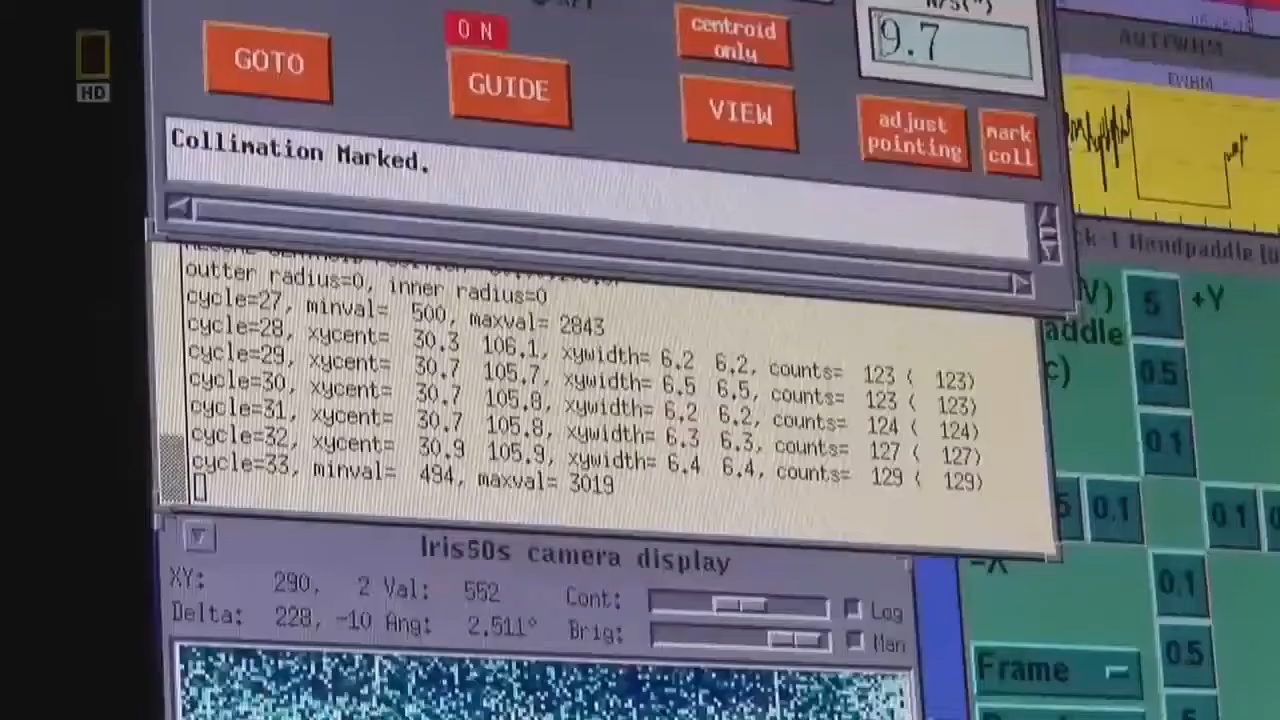 HD
GOTO
ON
GUIDE
centroid
only
VIEW
9.7
adjust
pointing
mark
coll
Collimation Marked.
FWHM
outter radius=0, inner radius=0
cycle=27, minval= 500, maxval= 2843
cycle=28, xycent= 30.3 106.1, xywidth= 6.2 6.2, counts= 123 ( 123)
cycle=29, xycent= 30.7 105.7, xywidth= 6.5 6.5, counts= 123 ( 123)
cycle=30, xycent= 30.7 105.8, xywidth= 6.2 6.2, counts= 124 ( 124)
cycle=31, xycent= 30.7 105.8, xywidth= 6.3 6.3, counts= 127 ( 127)
cycle=32, xycent= 30.9 105.9, xywidth= 6.4 6.4, counts= 129 ( 129)
cycle=33, minval= 494, maxval= 3019
Iris50s camera display
XY: 290, 2 Val: 552 Cont: Log
Delta: 228, -10 Ang: 2.511° Brig: Man
Handpaddle
5 +Y
addle
0.5
0.1
5 0.1 0.1
-X
0.1
0.5
Frame